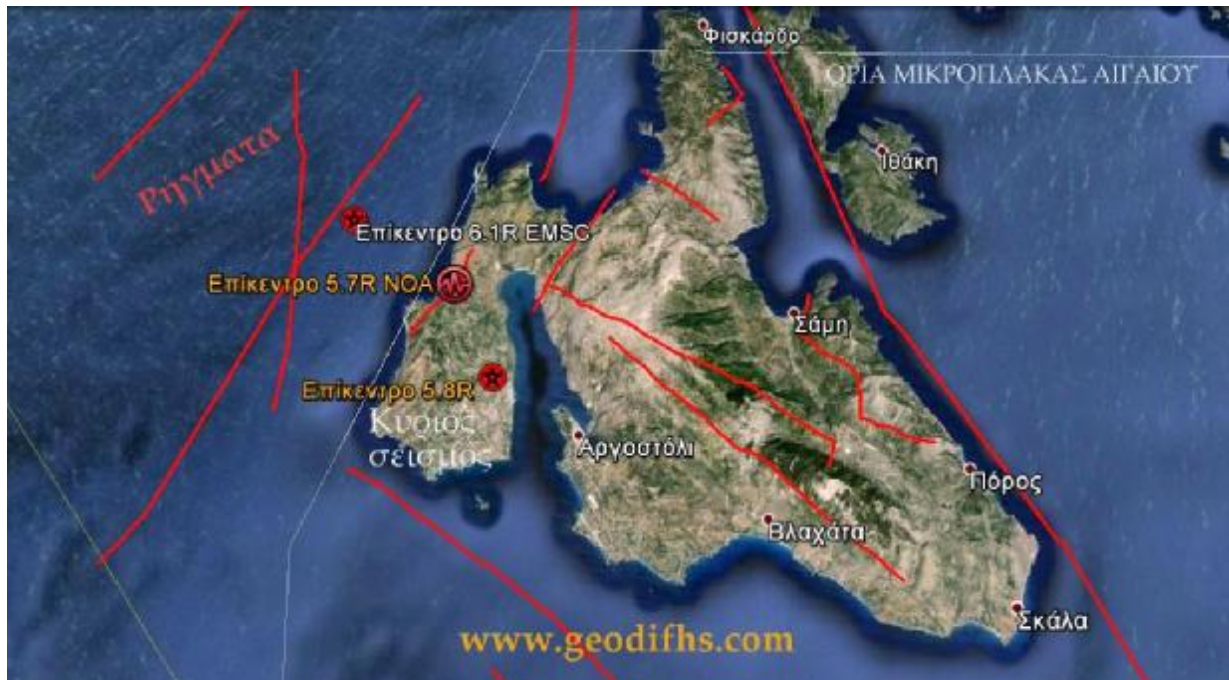 Φισκάρδο
ΟΡΙΑ ΜΙΚΡΟΠΛΑΚΑΣ ΑΙΓΑΙΟΥ
Ρήγματα
Ιθάκη
Επίκεντρο 6.1R EMSC
Επίκεντρο 5.7R NOA
Σάμη
Επίκεντρο 5.8R
Κύριος
σεισμος
Αργοστόλι
Πόρος
Βλαχάτα
Σκάλα
www.geodifhs.com